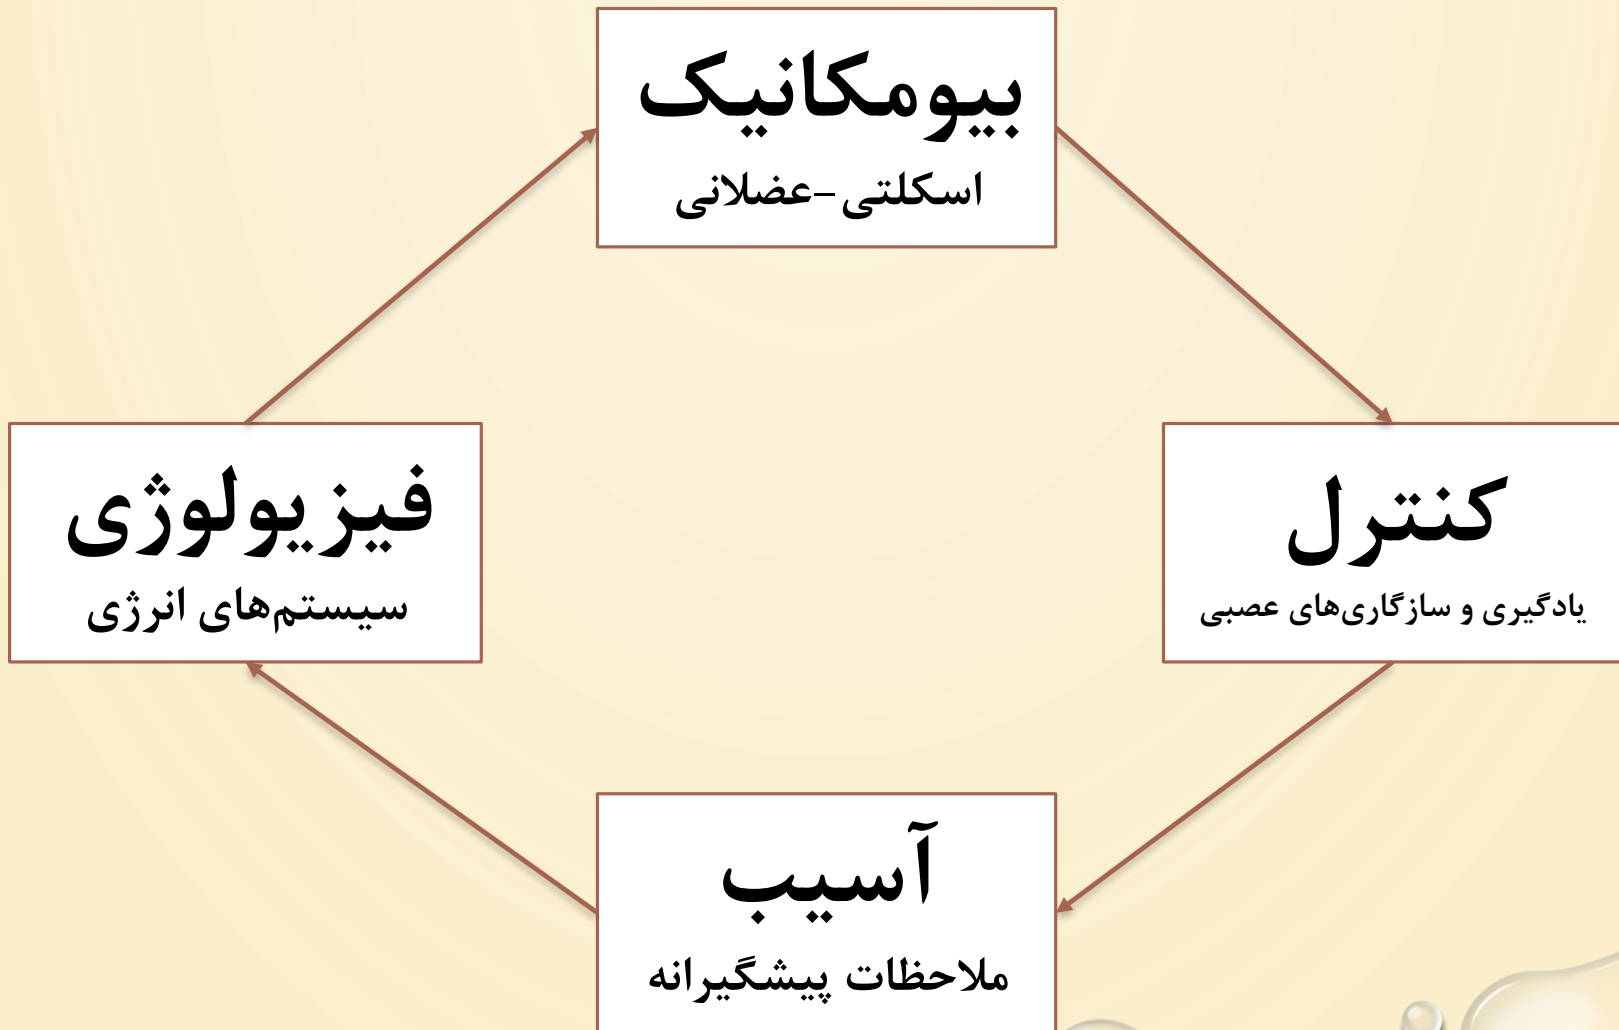 بیومکانیک
اسکلتی-عضلانی
کنترل
یادگیری و سازگاری‌های عصبی
آسیب
ملاحظات پیشگیرانه
فیزیولوژی
سیستم‌های انرژی